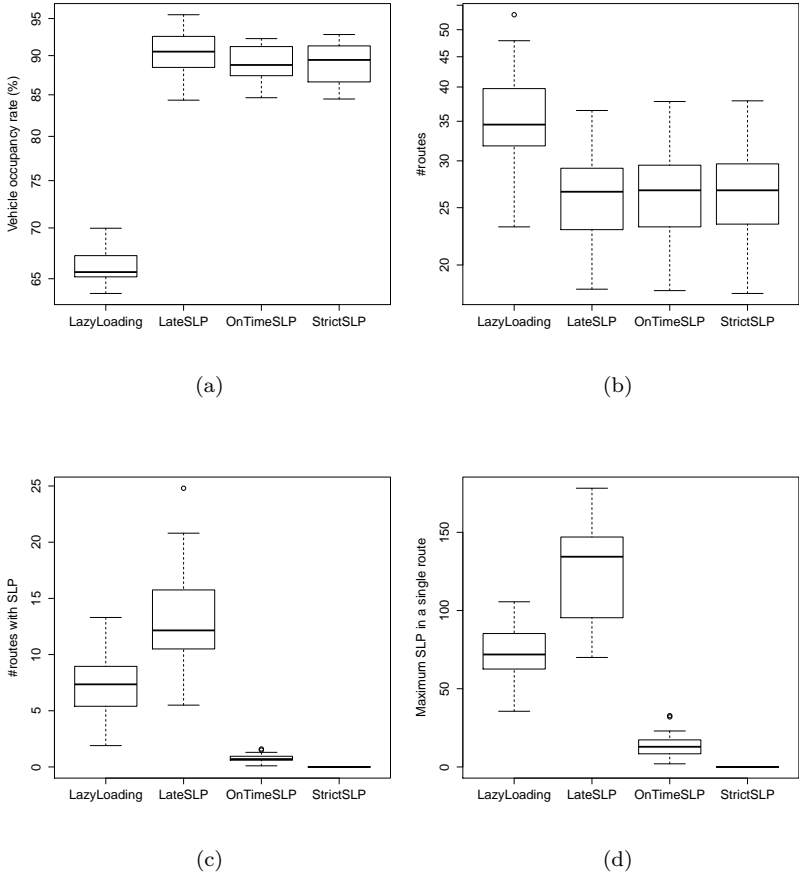 Vehicle occupancy rate (%)
95
90
85
80
75
70
65
LazyLoading LateSLP OnTimeSLP StrictSLP
(a)
#routes
50
45
40
35
30
25
20
LazyLoading LateSLP OnTimeSLP StrictSLP
(b)
#routes with SLP
25
20
15
10
5
0
LazyLoading LateSLP OnTimeSLP StrictSLP
(c)
Maximum SLP in a single route
150
100
50
0
LazyLoading LateSLP OnTimeSLP StrictSLP
(d)